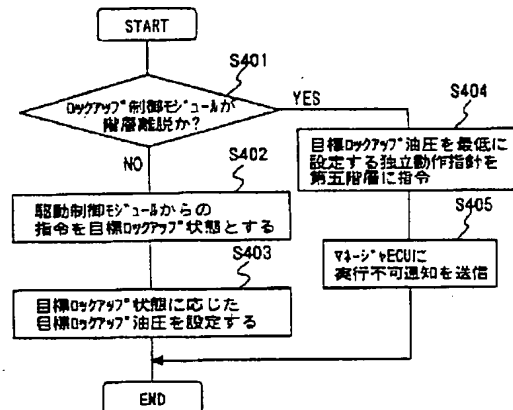 START
S401
ロックアップ制御モジュールが
階層離脱か?
YES
NO
S402
駆動制御モジュールからの
指令を目標ロックアップ状態とする
S403
目標ロックアップ状態に応じた
目標ロックアップ油圧を設定する
S404
目標ロックアップ油圧を最低に
設定する独立動作指針を
第五階層に指令
S405
マネージャECUに
実行不可通知を送信
END